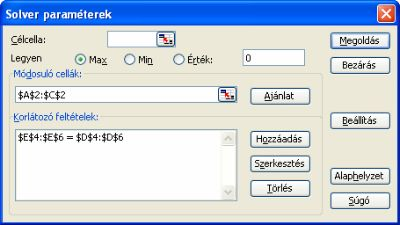 Solver paraméterek
Célcella:
Megoldás
Legyen Max Min Érték: 0
Bezárás
Módosuló cellák:
$A$2:$C$2
Ajánlat
Korlátozó feltételek:
Beállítás
$E$4:$E$6 = $D$4:$D$6
Hozzáadás
Szerkesztés
Törlés
Alaphelyzet
Súgó